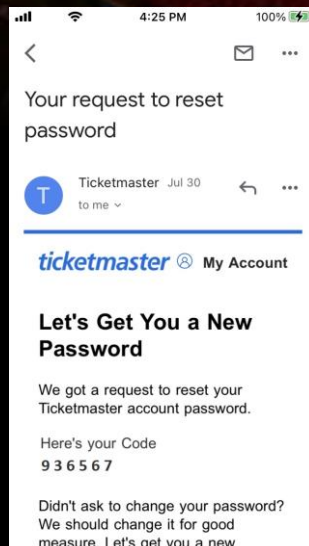 4:25 PM
100%
Your request to reset
password
T
Ticketmaster Jul 30
to me
ticketmaster My Account
Let's Get You a New
Password
We got a request to reset your
Ticketmaster account password.
Here's your Code
936567
Didn't ask to change your password?
We should change it for good
measure. Let's get you a new